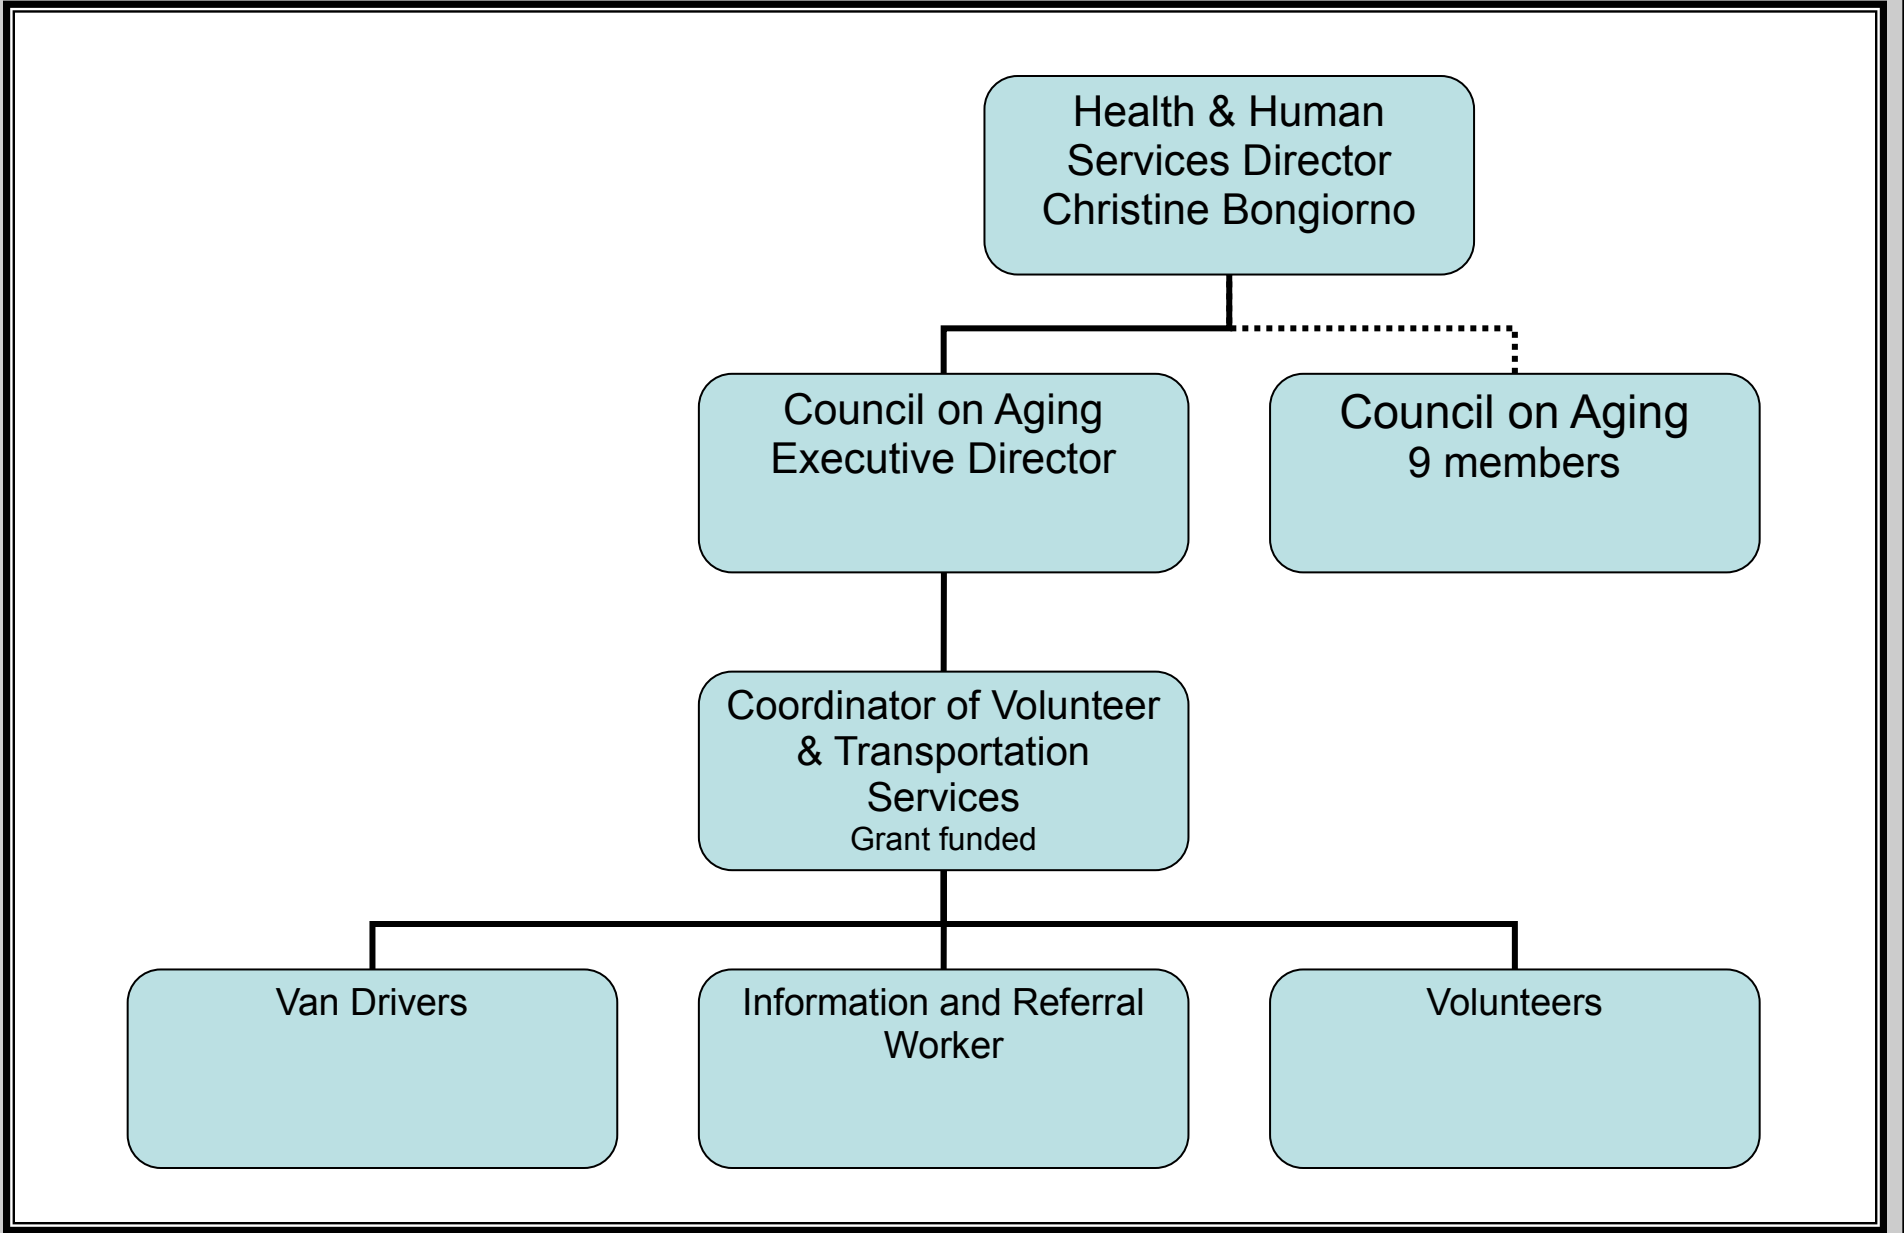 Health & Human
Services Director
Christine Bongiorno
Council on Aging
Executive Director
Council on Aging
9 members
Coordinator of Volunteer
& Transportation
Services
Grant funded
Van Drivers
Information and Referral
Worker
Volunteers